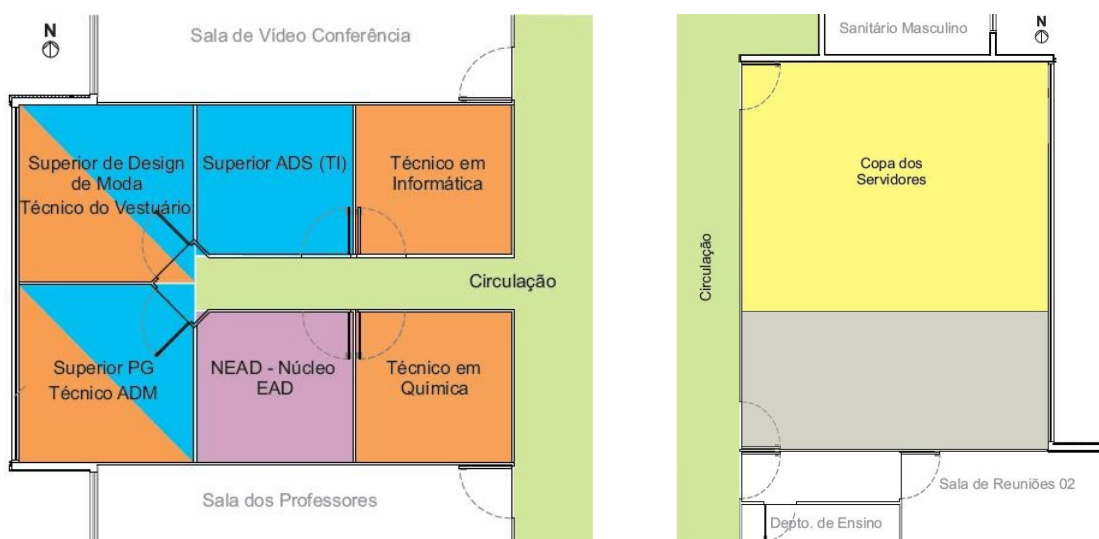 N
Sala de Vídeo Conferência
Superior de Design
de Moda
Técnico do Vestuário
Superior ADS (TI)
Técnico em
Informática
Circulação
Superior PG
Técnico ADM
NEAD - Núcleo
EAD
Técnico em
Química
Sala dos Professores
Sanitário Masculino
N
Copa dos
Servidores
Circulação
Sala de Reuniões 02
Depto. de Ensino